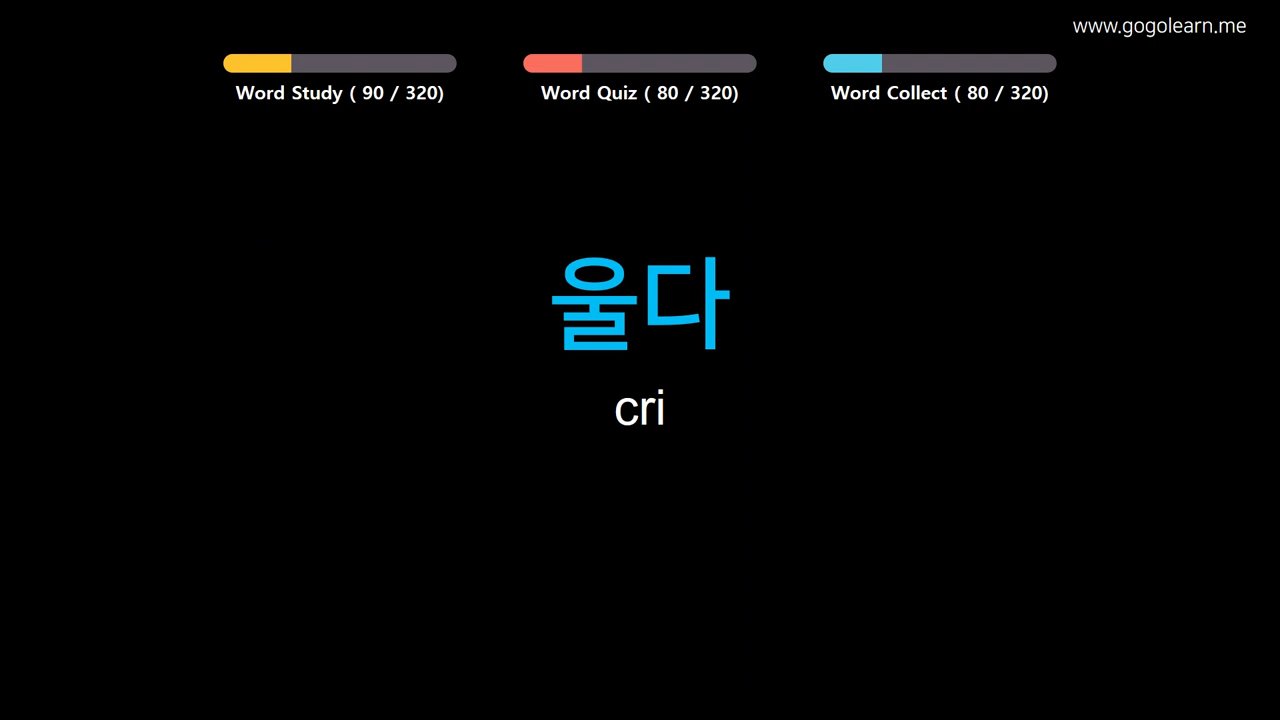 www.gogolearn.me
Word Study ( 90 / 320)
Word Quiz ( 80 / 320)
Word Collect ( 80 / 320)
울다
cri